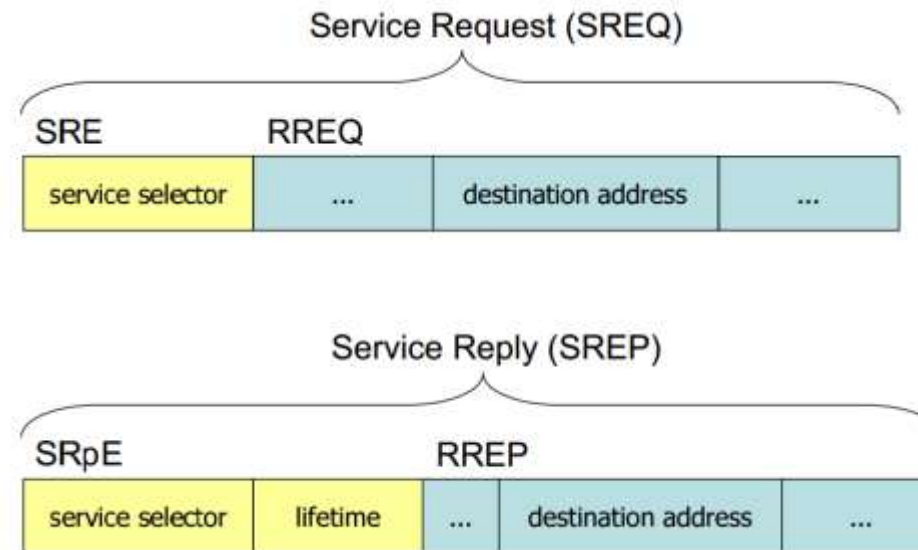 Service Request (SREQ)
SRE RREQ
service selector ... destination address ...
Service Reply (SREP)
SRpE RREP
service selector lifetime ... destination address ...